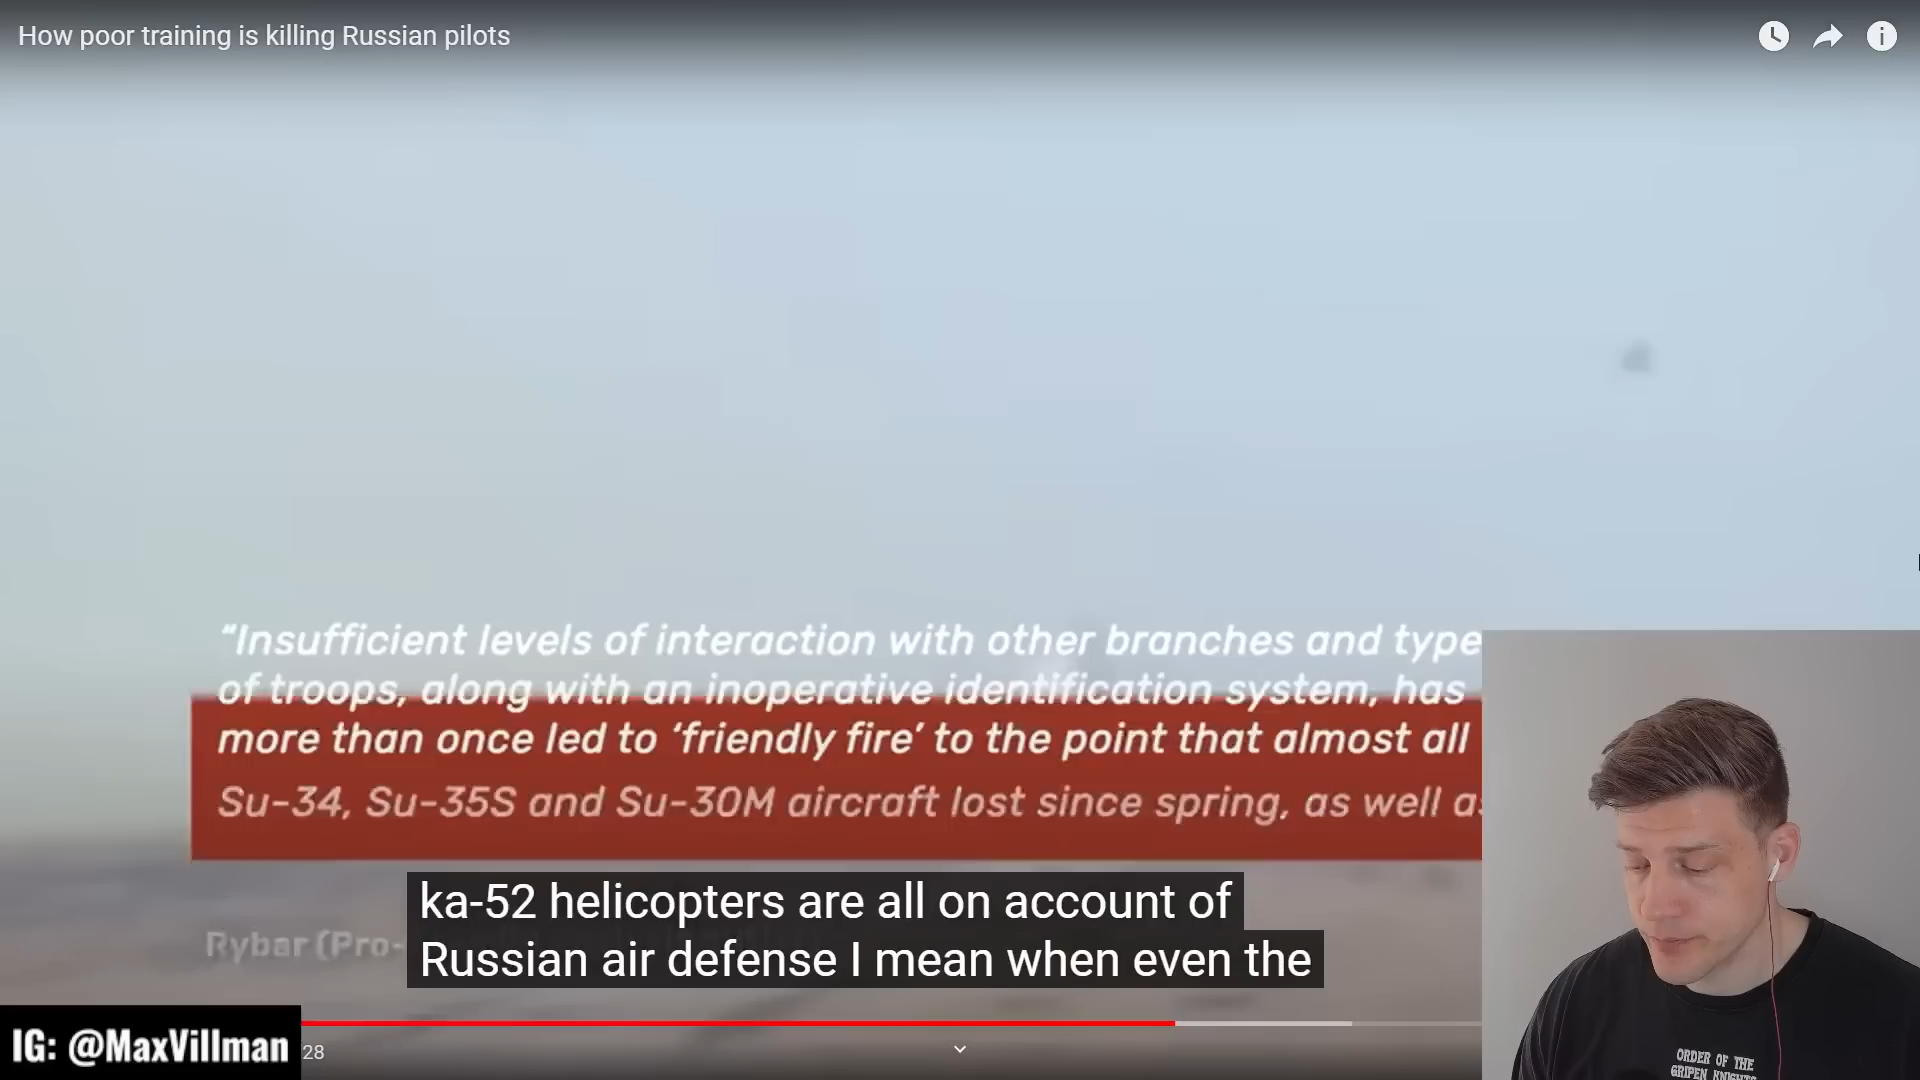 How poor training is killing Russian pilots
“Insufficient levels of interaction with other branches and type
of troops, along with an inoperative identification system, has
more than once led to ‘friendly fire’ to the point that almost all
Su-34, Su-35S and Su-30M aircraft lost since spring, as well as
ka-52 helicopters are all on account of
Russian air defense I mean when even the
Rybar (Pro-
IG: @MaxVillman
28
ORDER OF THE
GRIPEN KNIGHTS